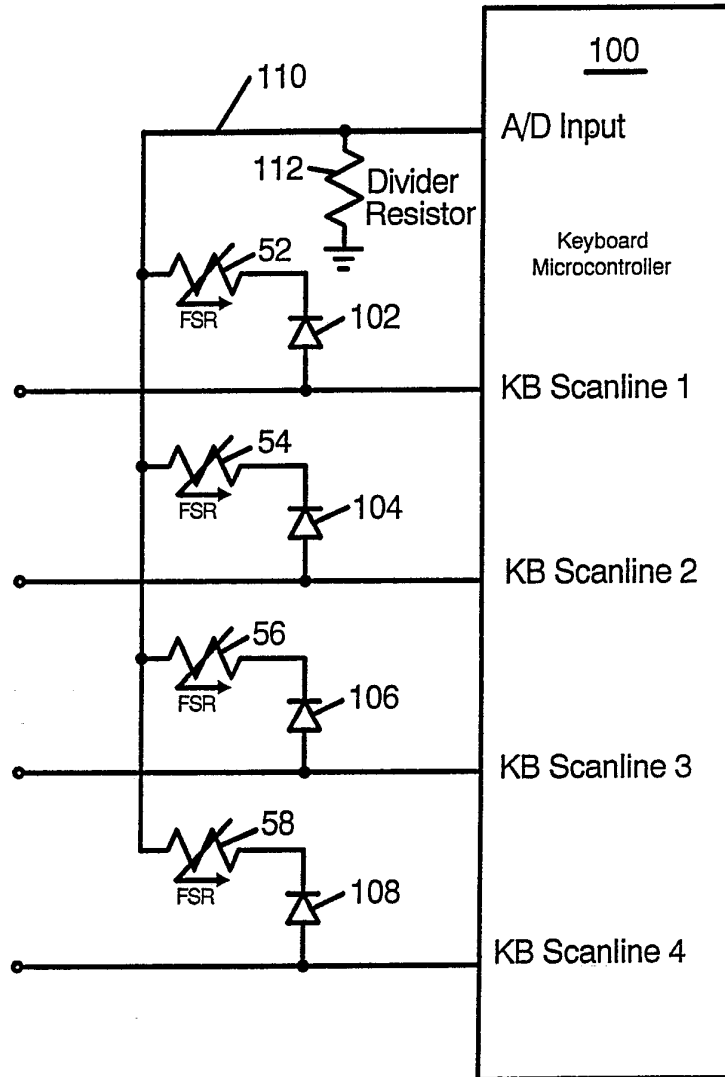 100
110
A/D Input
112
Divider
Resistor
Keyboard
Microcontroller
52
FSR
102
KB Scanline 1
54
FSR
104
KB Scanline 2
56
FSR
106
KB Scanline 3
58
FSR
108
KB Scanline 4